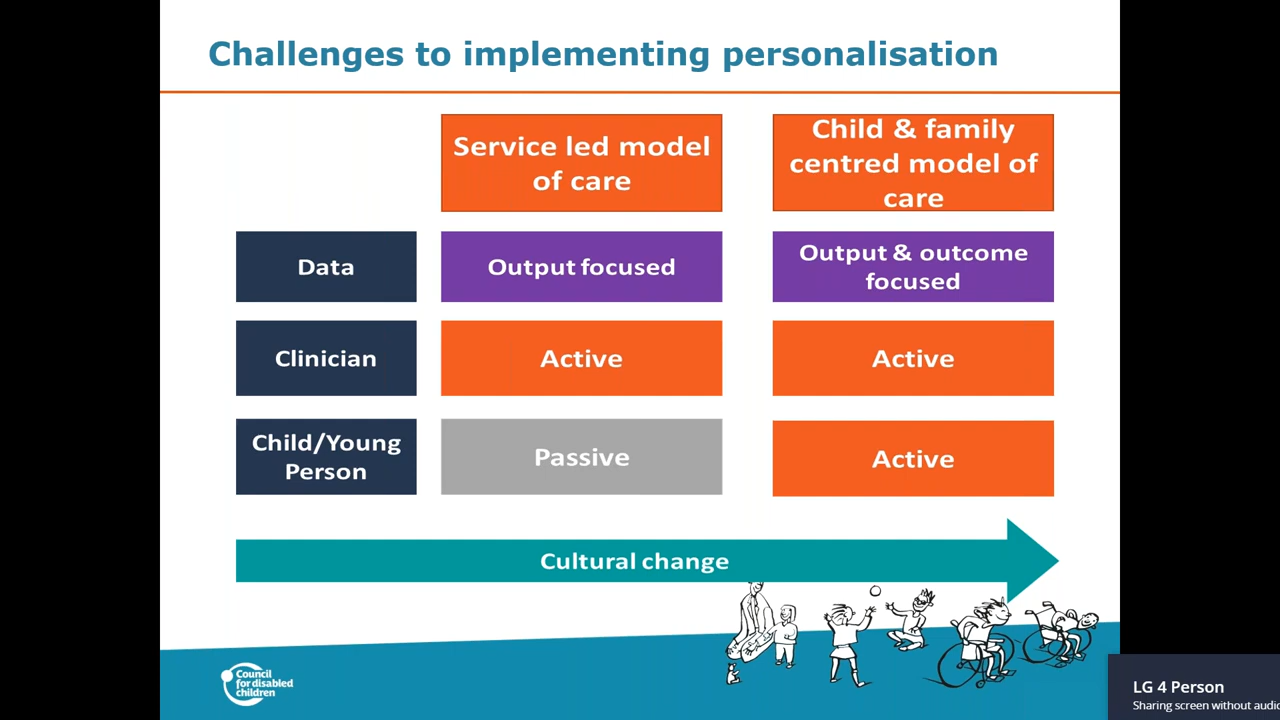 Challenges to implementing personalisation
Service led model
of care
Child & family
centred model of
care
Data
Output focused
Output & outcome
focused
Clinician
Active
Active
Child/Young
Person
Passive
Active
Cultural change
Council
for disabled
children
LG 4 Person
Sharing screen without audio